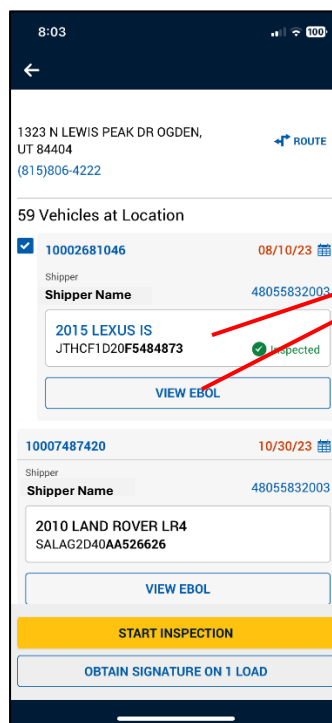 8:03
100
1323 N LEWIS PEAK DR OGDEN,
UT 84404
ROUTE
(815)806-4222
59 Vehicles at Location
10002681046 08/10/23
Shipper
Shipper Name 48055832003
2015 LEXUS IS
JTHCF1D20F5484873 Inspected
VIEW EBOL
10007487420 10/30/23
Shipper
Shipper Name 48055832003
2010 LAND ROVER LR4
SALAG2D40AA526626
VIEW EBOL
START INSPECTION
OBTAIN SIGNATURE ON 1 LOAD